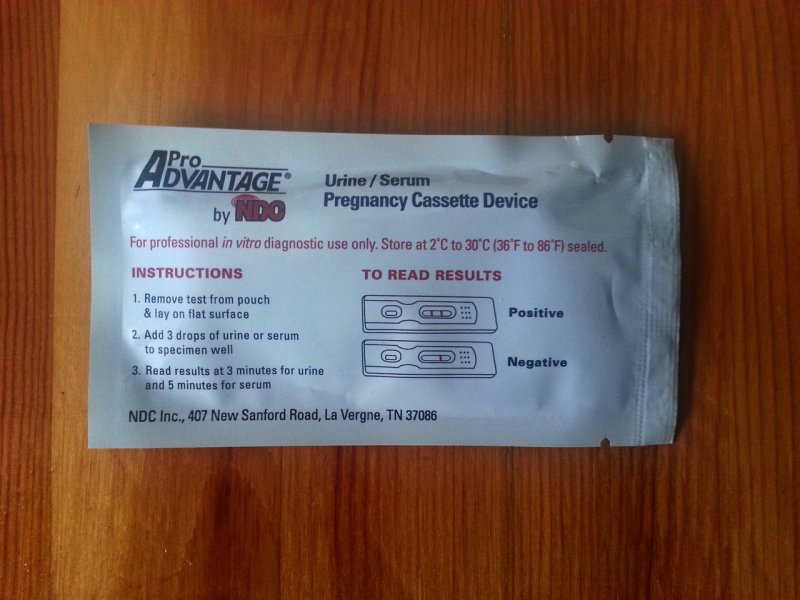 Pro
ADVANTAGE®
by NDC
Urine / Serum
Pregnancy Cassette Device
For professional in vitro diagnostic use only. Store at 2°C to 30°C (36°F to 86°F) sealed.
INSTRUCTIONS
1. Remove test from pouch
& lay on flat surface
2. Add 3 drops of urine or serum
to specimen well
3. Read results at 3 minutes for urine
and 5 minutes for serum
TO READ RESULTS
Positive
Negative
NDC Inc., 407 New Sanford Road, La Vergne, TN 37086